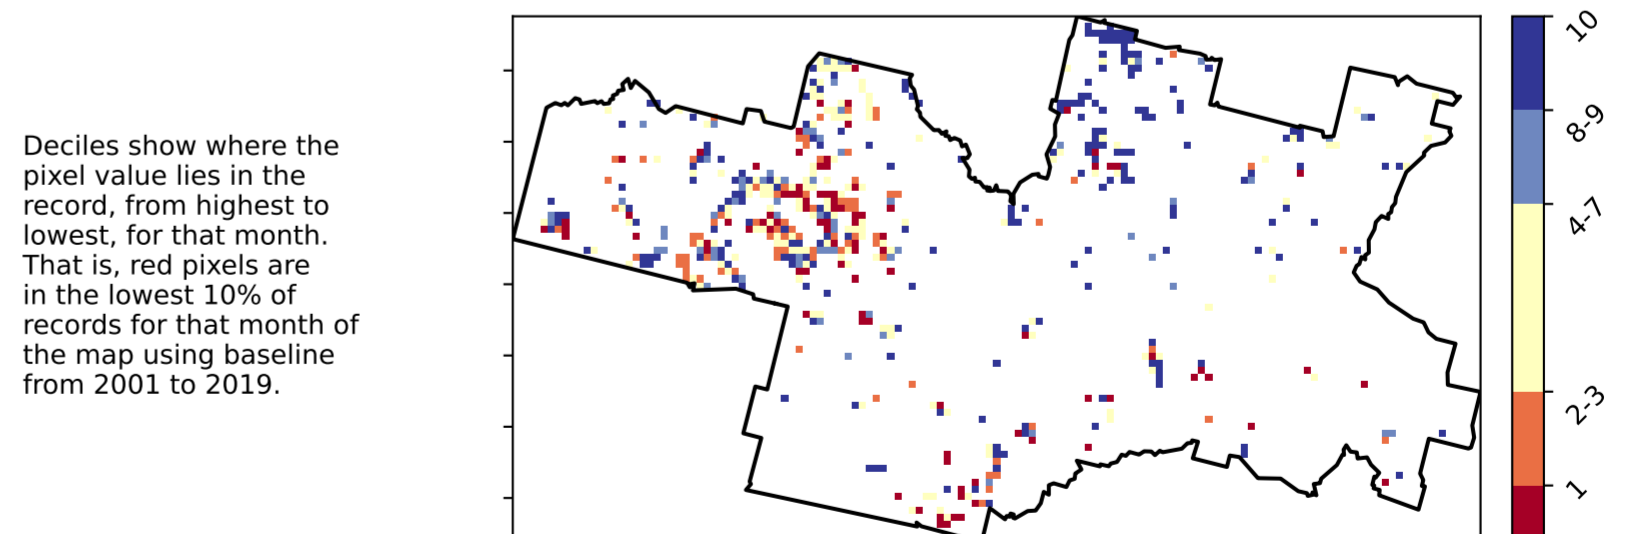 Deciles show where the
pixel value lies in the
record, from highest to
lowest, for that month.
That is, red pixels are
in the lowest 10% of
records for that month of
the map using baseline
from 2001 to 2019.
10
8-9
4-7
2-3
1